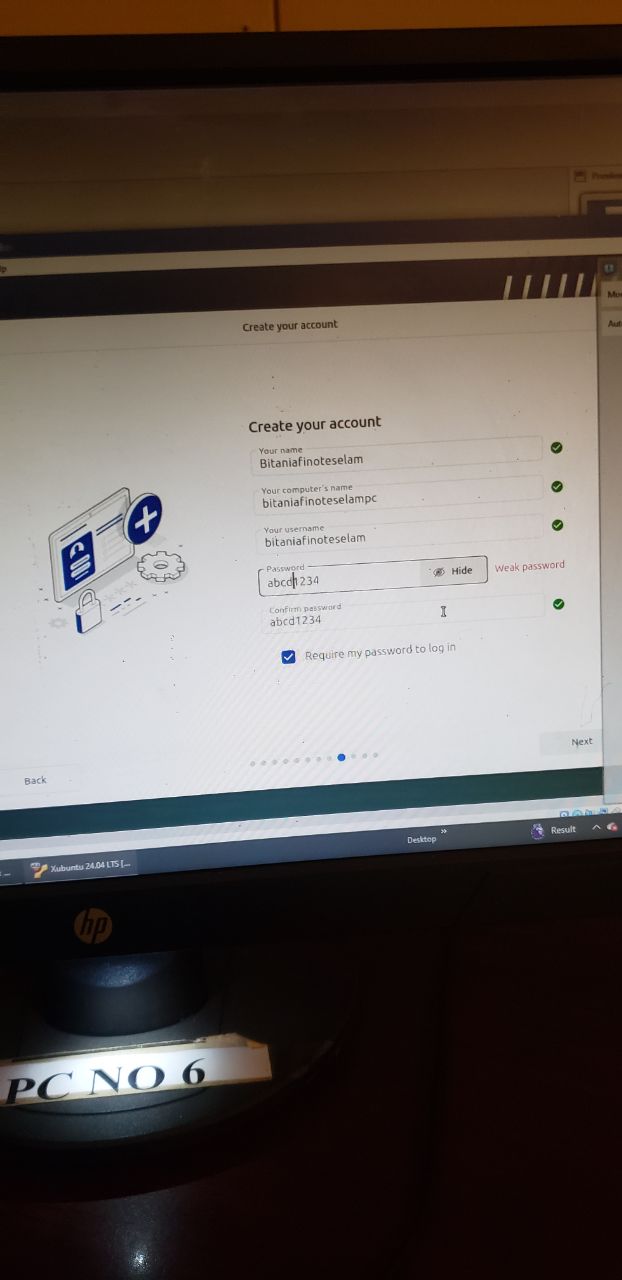 Create your account
Create your account
Your name
Bitaniafinoteselam
Your computer's name
bitaniafinoteselampc
Your username
bitaniafinoteselam
Password
abcd1234
Hide
Weak password
Confirm password
abcd1234
Require my password to log in
Next
Back
Desktop
Result
Xubuntu 24.04 LTS [...
hp
PC NO 6